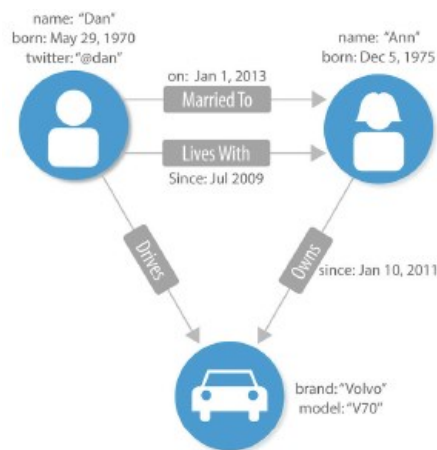 name: "Dan"
born: May 29, 1970
twitter: "@dan"
name: "Ann"
born: Dec 5, 1975
on: Jan 1, 2013
Married To
Lives With
Since: Jul 2009
Drives
Owns
since: Jan 10, 2011
brand: "Volvo"
model: "V70"